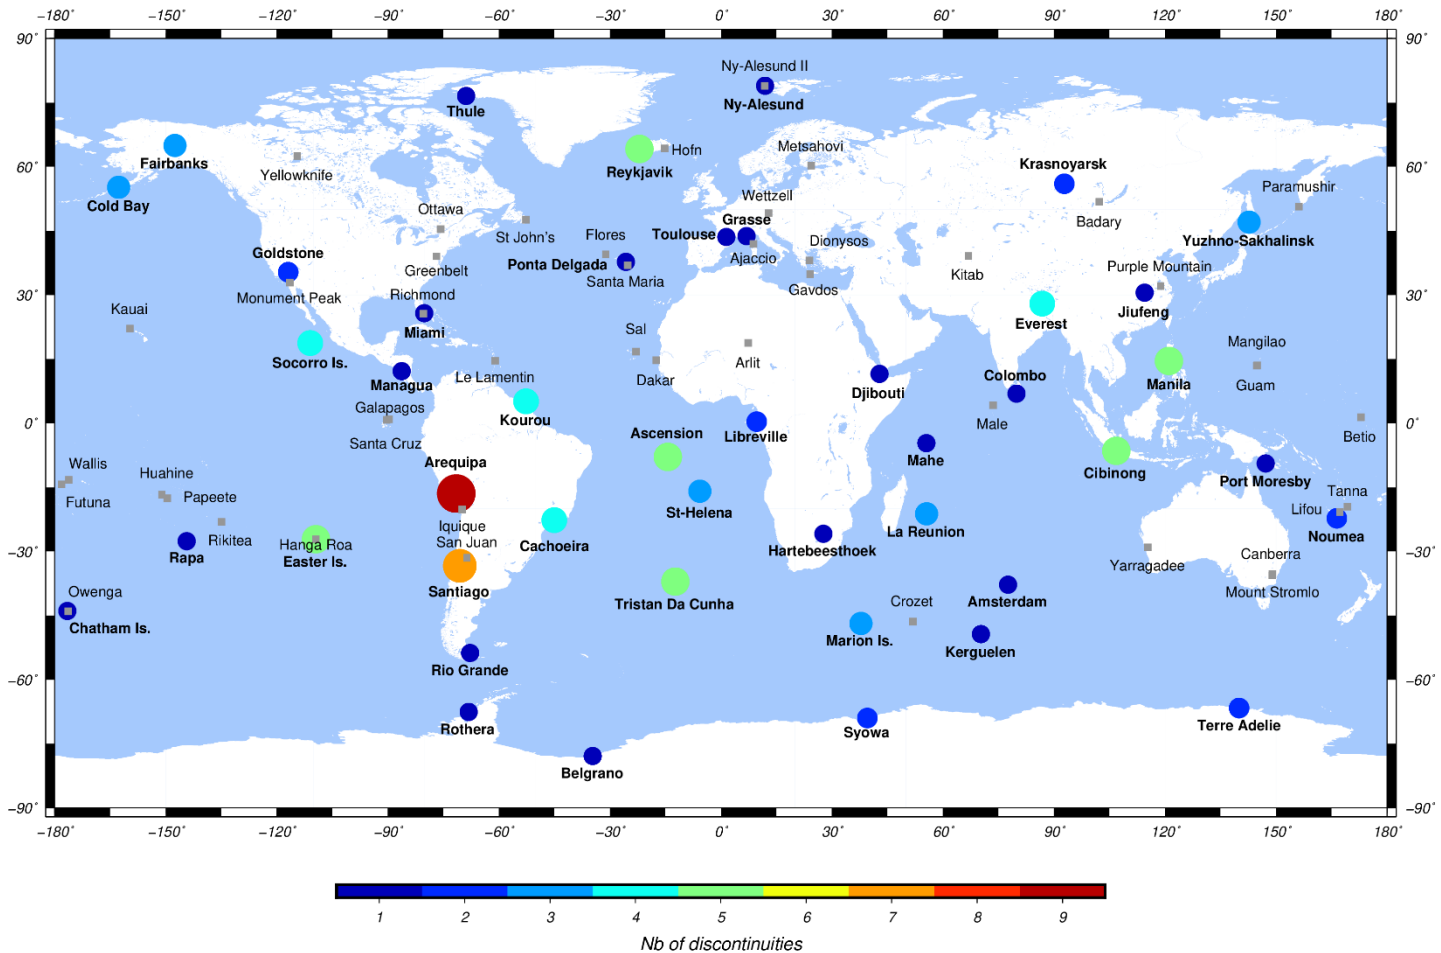 −180˚ −150˚ −120˚ −90˚ −60˚ −30˚ 0˚ 30˚ 60˚ 90˚ 120˚ 150˚ 180˚
90˚ 90˚
Ny-Alesund II
Ny-Alesund
Thule
Fairbanks
Yellowknife
Reykjavik
Hofn
Metsahovi
Krasnoyarsk
60˚ 60˚
Cold Bay
Ottawa
St John's
Wettzell
Grasse
Toulouse
Badary
Paramushir
Yuzhno-Sakhalinsk
Goldstone
Greenbelt
Flores
Ponta Delgada
Santa Maria
Ajaccio
Dionysos
Gavdos
Kitab
Purple Mountain
Monument Peak
Richmond
30˚ 30˚
Kauai
Miami
Everest
Jiufeng
Socorro Is.
Sal
Arlit
Mangilao
Managua
Le Lamentin
Dakar
Djibouti
Colombo
Manila
Guam
Galapagos
Kourou
Libreville
Male
0˚ 0˚
Betio
Santa Cruz
Ascension
Mahe
Cibinong
Wallis
Huahine
Arequipa
Port Moresby
Tanna
Futuna
Papeete
St-Helena
Lifou
Rikitea
Iquique
La Reunion
Noumea
Rapa
Hanga Roa
San Juan
Cachoeira
Hartebeesthoek
−30˚ −30˚
Easter Is.
Yarragadee
Canberra
Owenga
Santiago
Tristan Da Cunha
Crozet
Amsterdam
Mount Stromlo
Chatham Is.
Marion Is.
Kerguelen
Rio Grande
−60˚ −60˚
Rothera
Syowa
Terre Adelie
Belgrano
−90˚ −90˚
−180˚ −150˚ −120˚ −90˚ −60˚ −30˚ 0˚ 30˚ 60˚ 90˚ 120˚ 150˚ 180˚
1 2 3 4 5 6 7 8 9
Nb of discontinuities